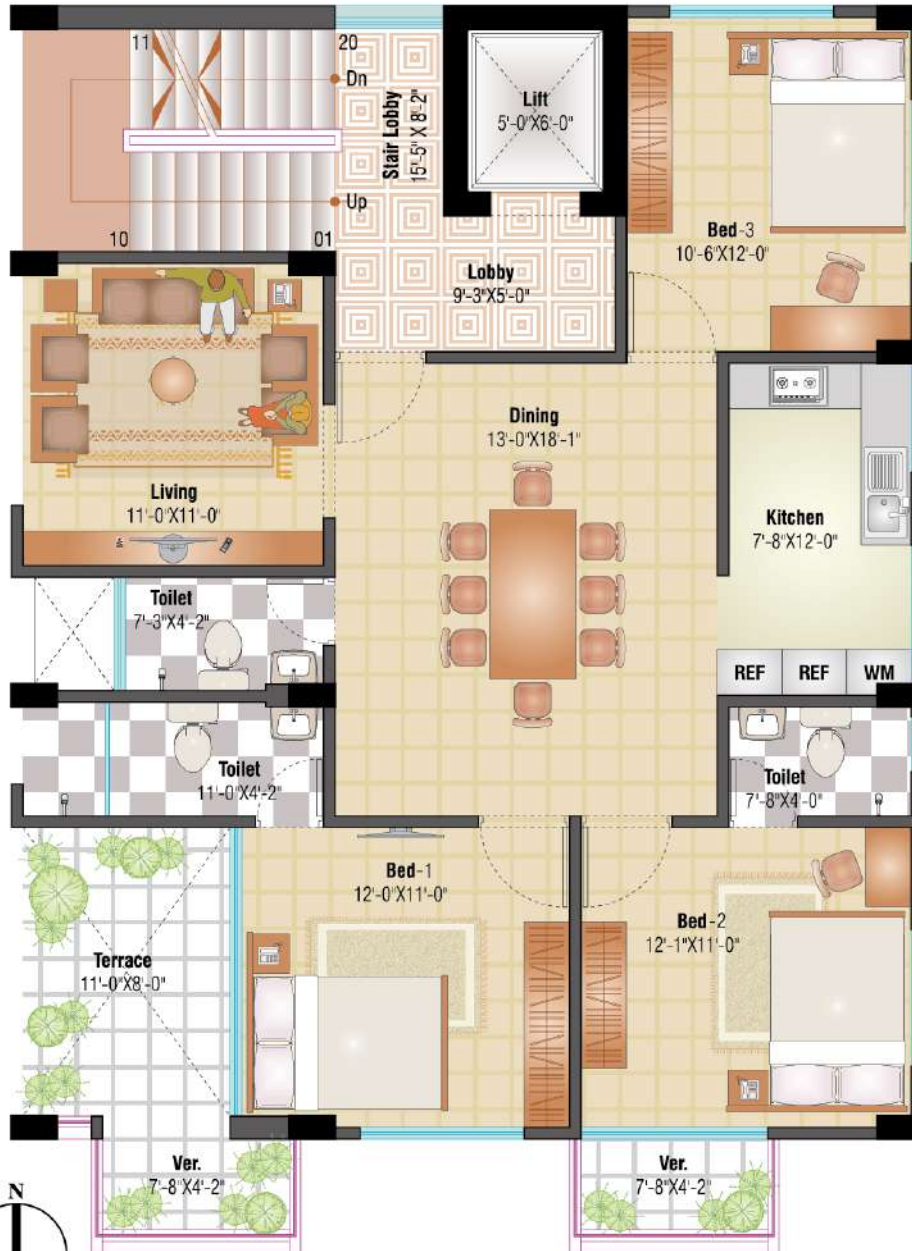 11
20
Dn
Stair Lobby
15'-5" X 8'-2"
Up
10
01
Lift
5'-0"X6'-0"
Lobby
9'-3"X5'-0"
Bed-3
10'-6"X12'-0"
Dining
13'-0"X18'-1"
Living
11'-0"X11'-0"
Kitchen
7'-8"X12'-0"
Toilet
7'-3"X4'-2"
REF REF WM
Toilet
11'-0"X4'-2"
Toilet
7'-8"X4'-0"
Bed-1
12'-0"X11'-0"
Bed-2
12'-1"X11'-0"
Terrace
11'-0"X8'-0"
Ver.
7'-8"X4'-2"
Ver.
7'-8"X4'-2"
N